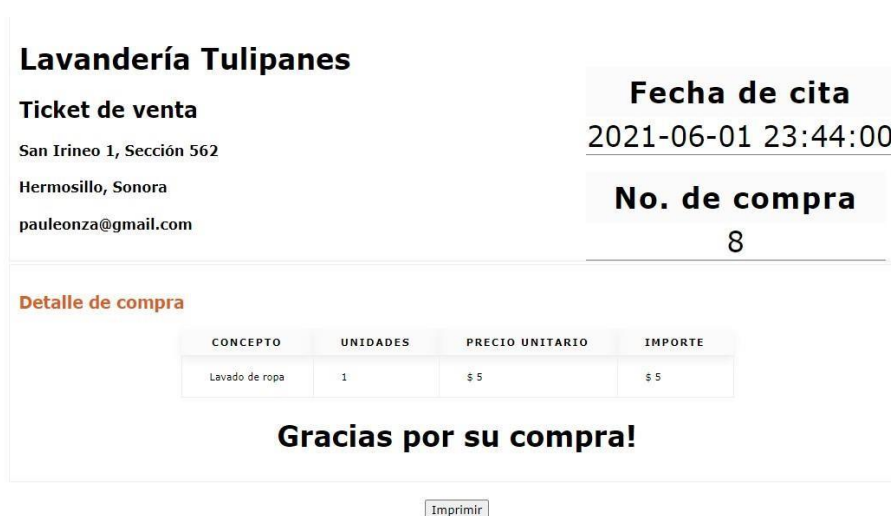 Lavandería Tulipanes
Ticket de venta
San Irineo 1, Sección 562
Hermosillo, Sonora
pauleonza@gmail.com
Fecha de cita
2021-06-01 23:44:00
No. de compra
8
Detalle de compra
CONCEPTO UNIDADES PRECIO UNITARIO IMPORTE
Lavado de ropa 1 $ 5 $ 5
Gracias por su compra!
Imprimir